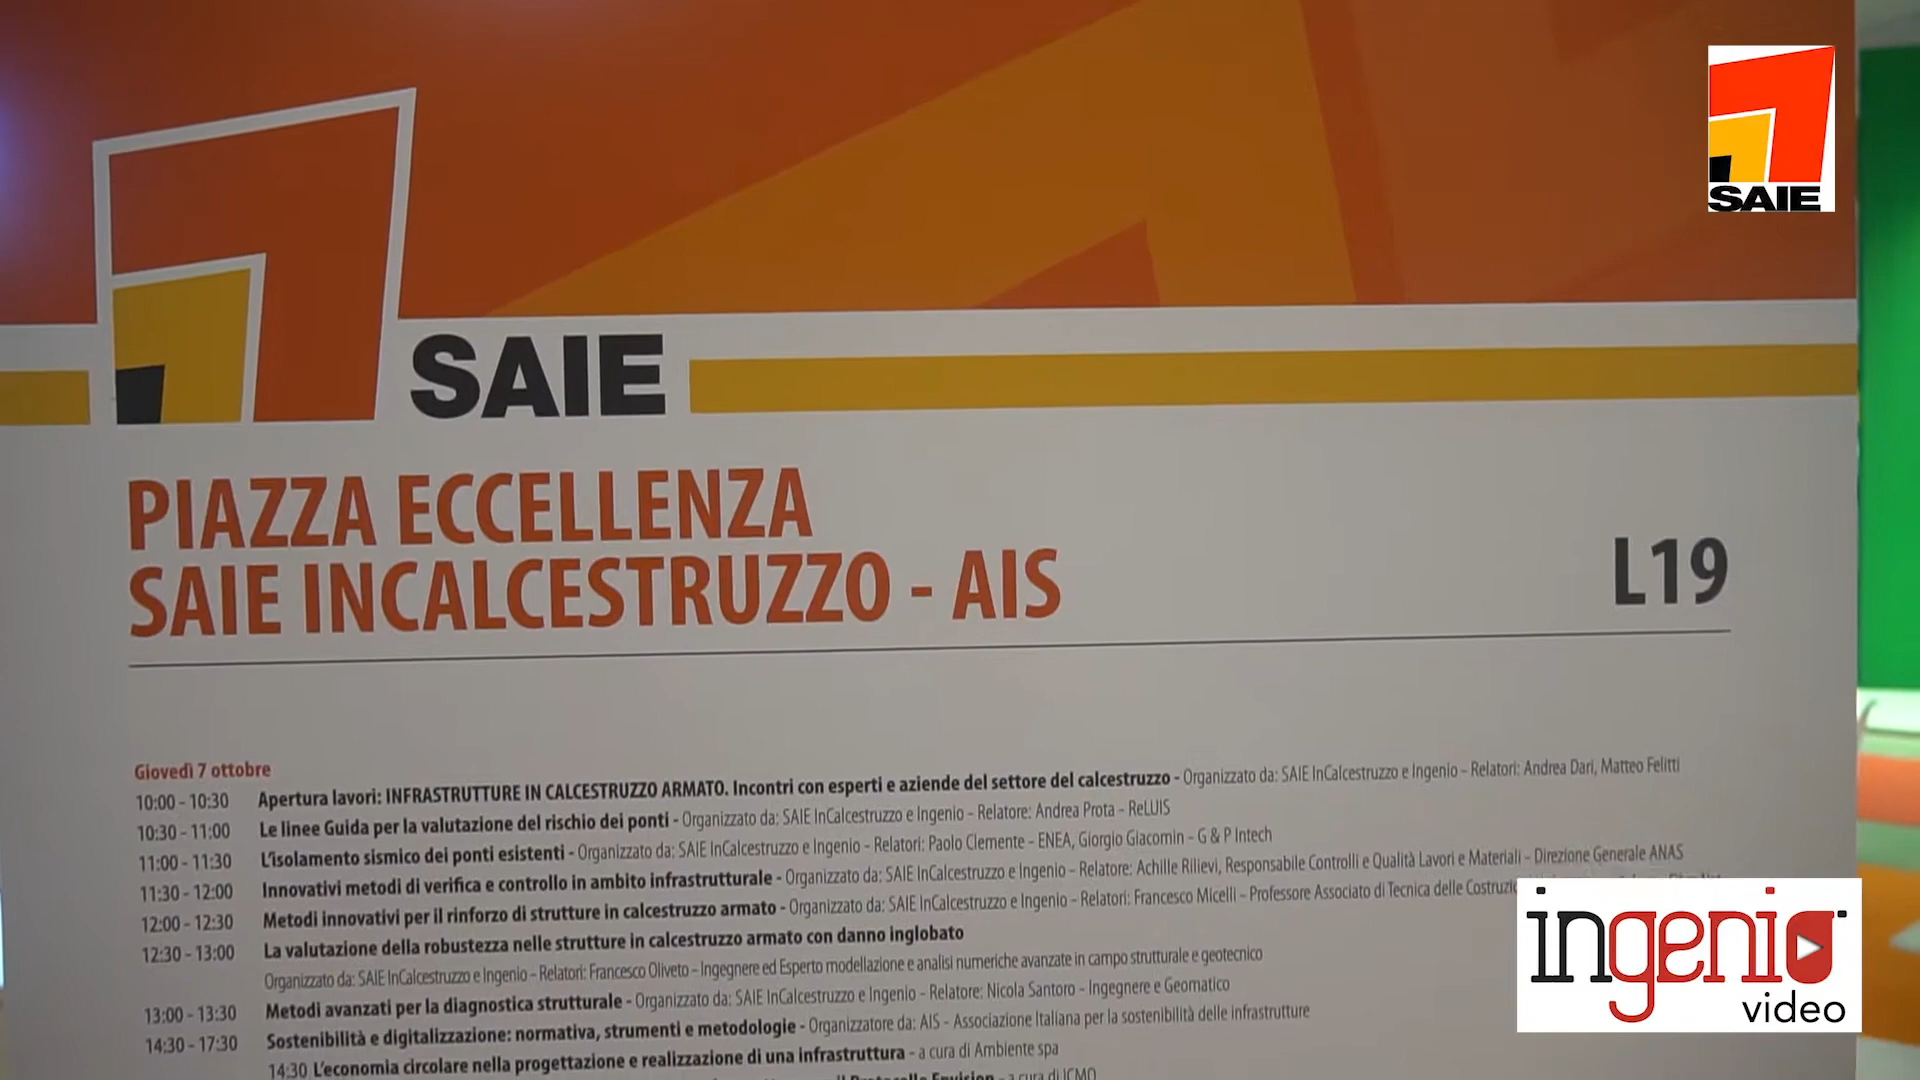 SAIE
SAIE
PIAZZA ECCELLENZA
SAIE INCALCESTRUZZO - AIS
L19
Giovedì 7 ottobre
10:00 - 10:30 Apertura lavori: INFRASTRUTTURE IN CALCESTRUZZO ARMATO. Incontri con esperti e aziende del settore del calcestruzzo - Organizzato da: SAIE InCalcestruzzo e Ingenio - Relatori: Andrea Dari, Matteo Felitti
10:30 - 11:00 Le linee Guida per la valutazione del rischio dei ponti - Organizzato da: SAIE InCalcestruzzo e Ingenio - Relatore: Andrea Prota - ReLUIS
11:00 - 11:30 L'isolamento sismico dei ponti esistenti - Organizzato da: SAIE InCalcestruzzo e Ingenio - Relatori: Paolo Clemente - ENEA, Giorgio Giacomin - G & P Intech
11:30 - 12:00 Innovativi metodi di verifica e controllo in ambito infrastrutturale - Organizzato da: SAIE InCalcestruzzo e Ingenio - Relatore: Achille Rilievi, Responsabile Controlli e Qualità Lavori e Materiali - Direzione Generale ANAS
12:00 - 12:30 Metodi innovativi per il rinforzo di strutture in calcestruzzo armato - Organizzato da: SAIE InCalcestruzzo e Ingenio - Relatori: Francesco Micelli - Professore Associato di Tecnica delle
12:30 - 13:00 La valutazione della robustezza nelle strutture in calcestruzzo armato con danno inglobato
Organizzato da: SAIE InCalcestruzzo e Ingenio - Relatori: Francesco Oliveto - Ingegnere ed Esperto modellazione e analisi numeriche avanzate in campo strutturale e geotecnico
13:00 - 13:30 Metodi avanzati per la diagnostica strutturale - Organizzato da: SAIE InCalcestruzzo e Ingenio - Relatore: Nicola Santoro - Ingegnere e Geomatico
14:30 - 17:30 Sostenibilità e digitalizzazione: normativa, strumenti e metodologie - Organizzatore da: AIS - Associazione Italiana per la sostenibilità delle infrastrutture
14:30 L'economia circolare nella progettazione e realizzazione di una infrastruttura - a cura di Ambiente spa
Envision - a cura di ICMQ
ingenio
video